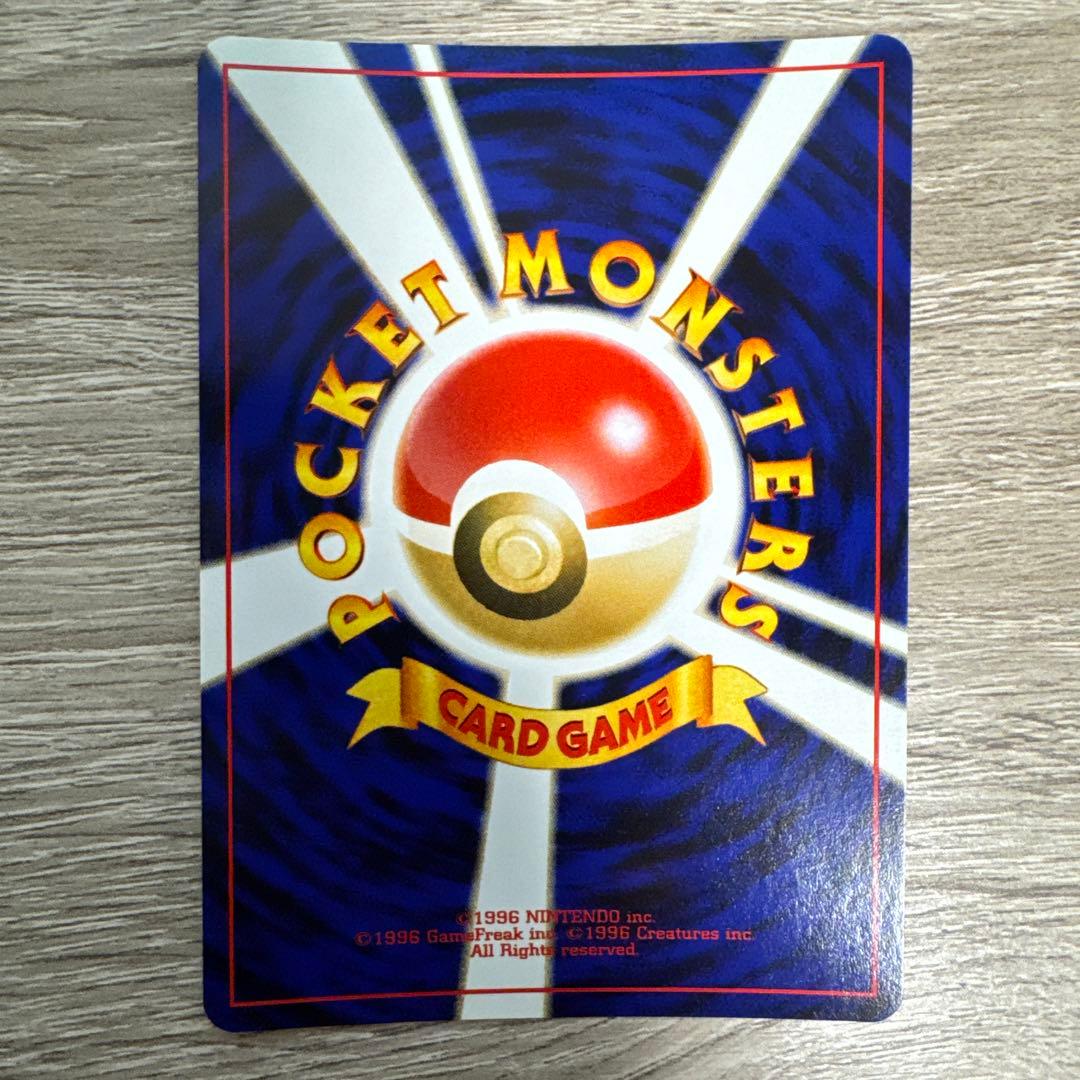 POCKET MONSTERS
CARD GAME
©1996 NINTENDO inc.
©1996 GameFreak inc. ©1996 Creatures inc.
All Rights reserved.